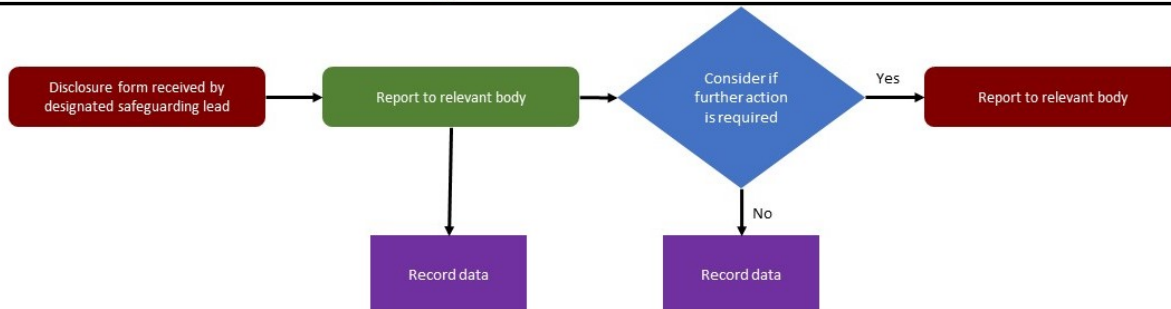 Disclosure form received by
designated safeguarding lead
Report to relevant body
Consider if
further action
is required
Yes
Report to relevant body
No
Record data
Record data